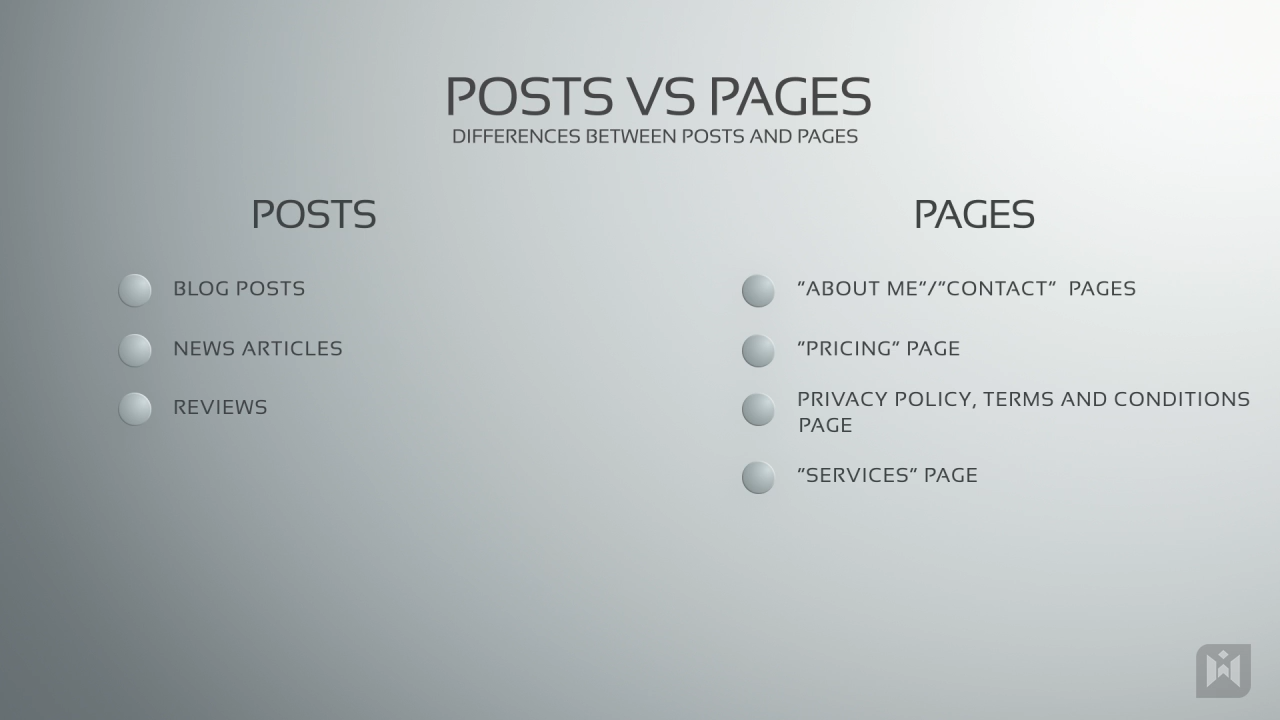 POSTS VS PAGES
DIFFERENCES BETWEEN POSTS AND PAGES
POSTS
BLOG POSTS
NEWS ARTICLES
REVIEWS
PAGES
"ABOUT ME"/"CONTACT" PAGES
"PRICING" PAGE
PRIVACY POLICY, TERMS AND CONDITIONS
PAGE
"SERVICES" PAGE